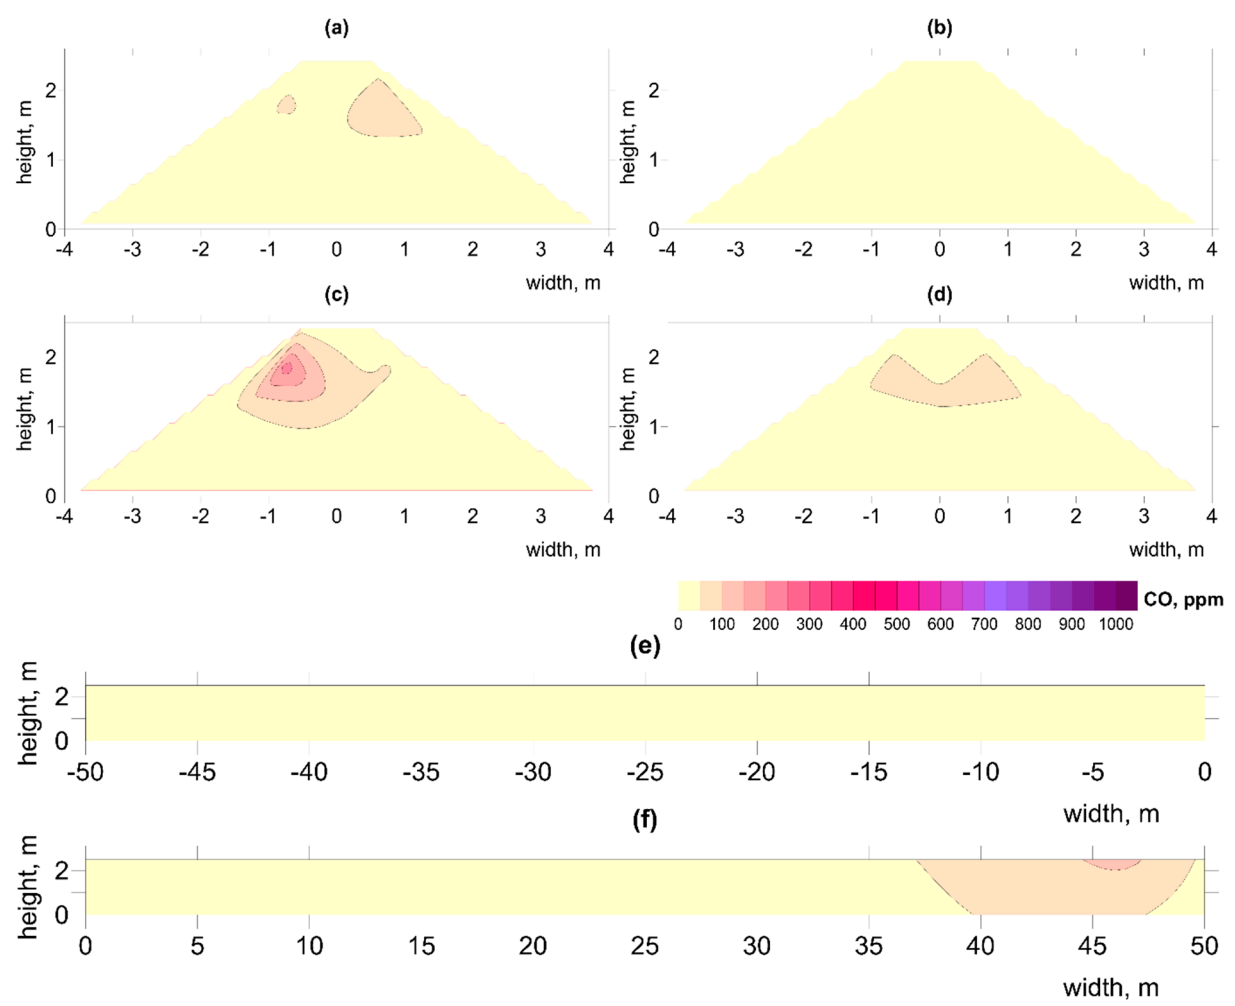 (a) (b)
height, m 2 1 0
-4 -3 -2 -1 0 1 2 3 4
width, m
height, m 2 1 0
-4 -3 -2 -1 0 1 2 3 4
width, m
(c) (d)
height, m 2 1 0
-4 -3 -2 -1 0 1 2 3 4
width, m
height, m 2 1 0
-4 -3 -2 -1 0 1 2 3 4
width, m
CO, ppm
0 100 200 300 400 500 600 700 800 900 1000
(e)
height, m 2 0
-50 -45 -40 -35 -30 -25 -20 -15 -10 -5 0
width, m
(f)
height, m 2 0
0 5 10 15 20 25 30 35 40 45 50
width, m